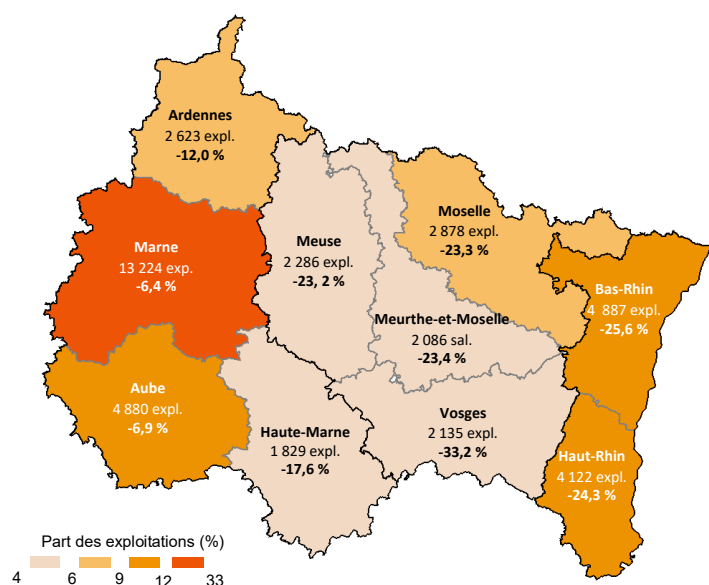 Ardennes
2 623 expl.
-12,0 %
Marne
13 224 exp.
-6,4 %
Meuse
2 286 expl.
-23, 2 %
Moselle
2 878 expl.
-23,3 %
Bas-Rhin
4 887 expl.
-25,6 %
Meurthe-et-Moselle
2 086 sal.
-23,4 %
Aube
4 880 expl.
-6,9 %
Haute-Marne
1 829 expl.
-17,6 %
Vosges
2 135 expl.
-33,2 %
Haut-Rhin
4 122 expl.
-24,3 %
Part des exploitations (%)
4 6 9 12 33